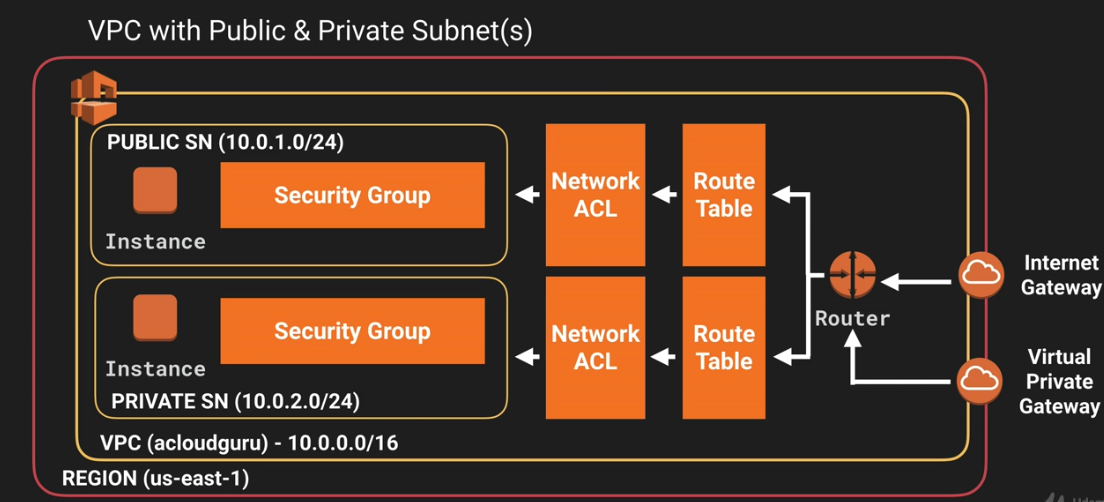 VPC with Public & Private Subnet(s)
PUBLIC SN (10.0.1.0/24)
Security Group
Instance
Network
ACL
Route
Table
Internet
Gateway
Router
Security Group
Instance
PRIVATE SN (10.0.2.0/24)
Network
ACL
Route
Table
Virtual
Private
Gateway
VPC (acloudguru) - 10.0.0.0/16
REGION (us-east-1)